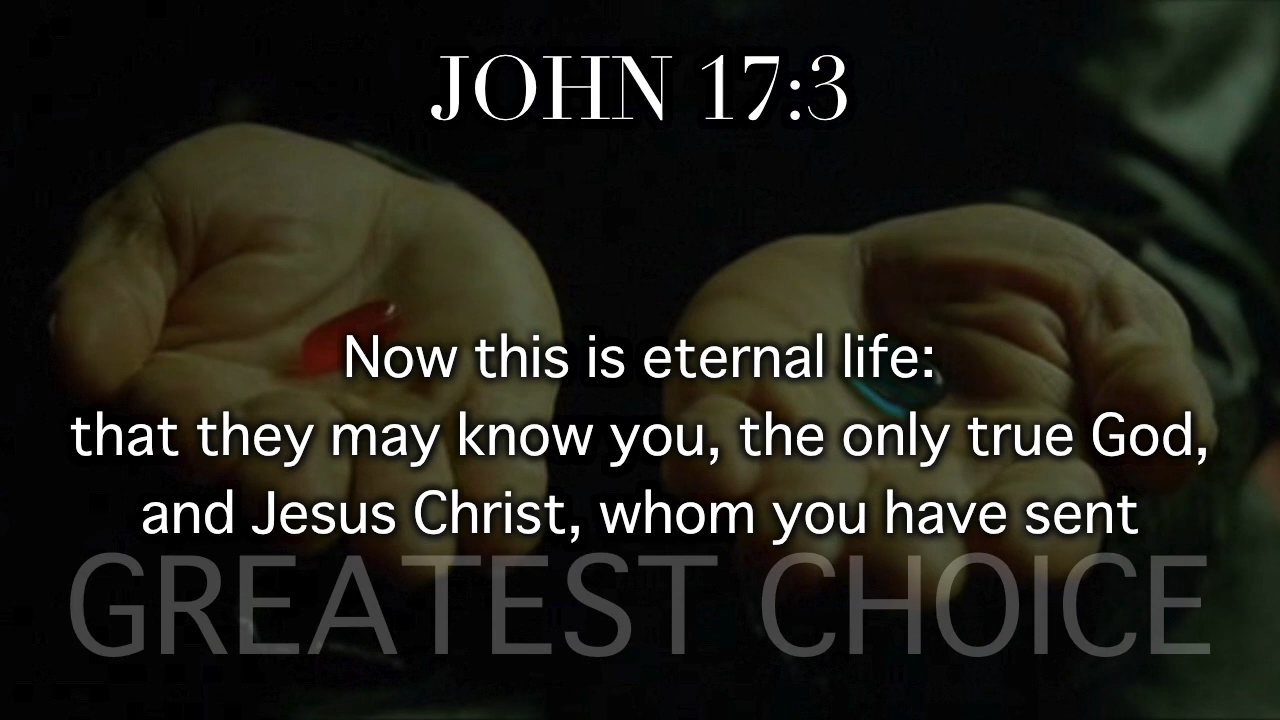 JOHN 17:3
Now this is eternal life:
that they may know you, the only true God,
and Jesus Christ, whom you have sent
GREATEST CHOICE